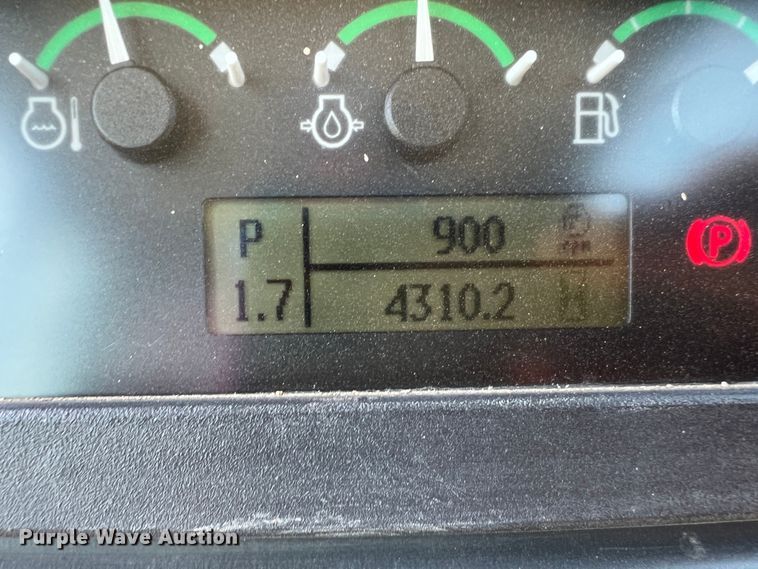 P 900
1.7 4310.2
P
Purple Wave Auction